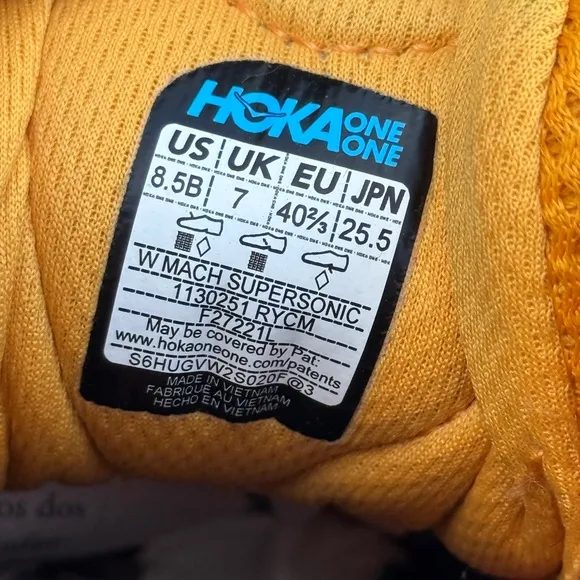 HOKA ONE ONE
US UK EU JPN
8.5B 7 40⅔ 25.5
W MACH SUPERSONIC
1130251 RYCM
F27221L
May be covered by Pat:
www.hokaoneone.com/patents
S6HUGVW2S020F@3
MADE IN VIETNAM
FABRIQUE AU VIETNAM
HECHO EN VIETNAM
os dos